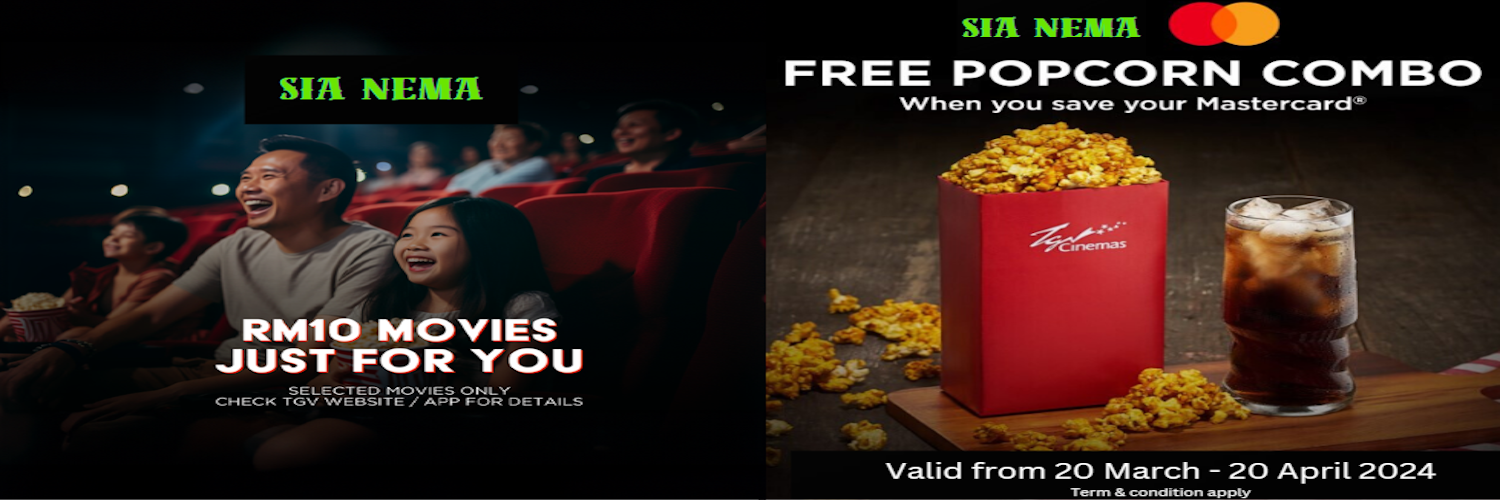 SIA NEMA
RM10 MOVIES
JUST FOR YOU
SELECTED MOVIES ONLY
CHECK TGV WEBSITE / APP FOR DETAILS
SIA NEMA
FREE POPCORN COMBO
When you save your Mastercard®
TGV
Cinemas
Valid from 20 March - 20 April 2024
Term & condition apply